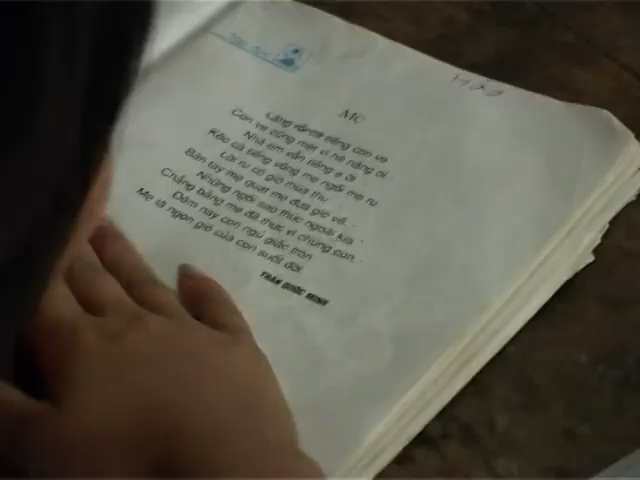 Tập đọc
Mẹ
Lặng rồi cả tiếng con ve
Con ve cũng mệt vì hè nắng oi
Nhà em vẫn tiếng ạ ời
Kẽo cà tiếng võng mẹ ngồi mẹ ru
Lời ru có gió mùa thu
Bàn tay mẹ quạt mẹ đưa gió về.
Những ngôi sao thức ngoài kia
Chẳng bằng mẹ đã thức vì chúng con.
Đêm nay con ngủ giấc tròn
Mẹ là ngọn gió của con suốt đời.
TRẦN QUỐC MINH